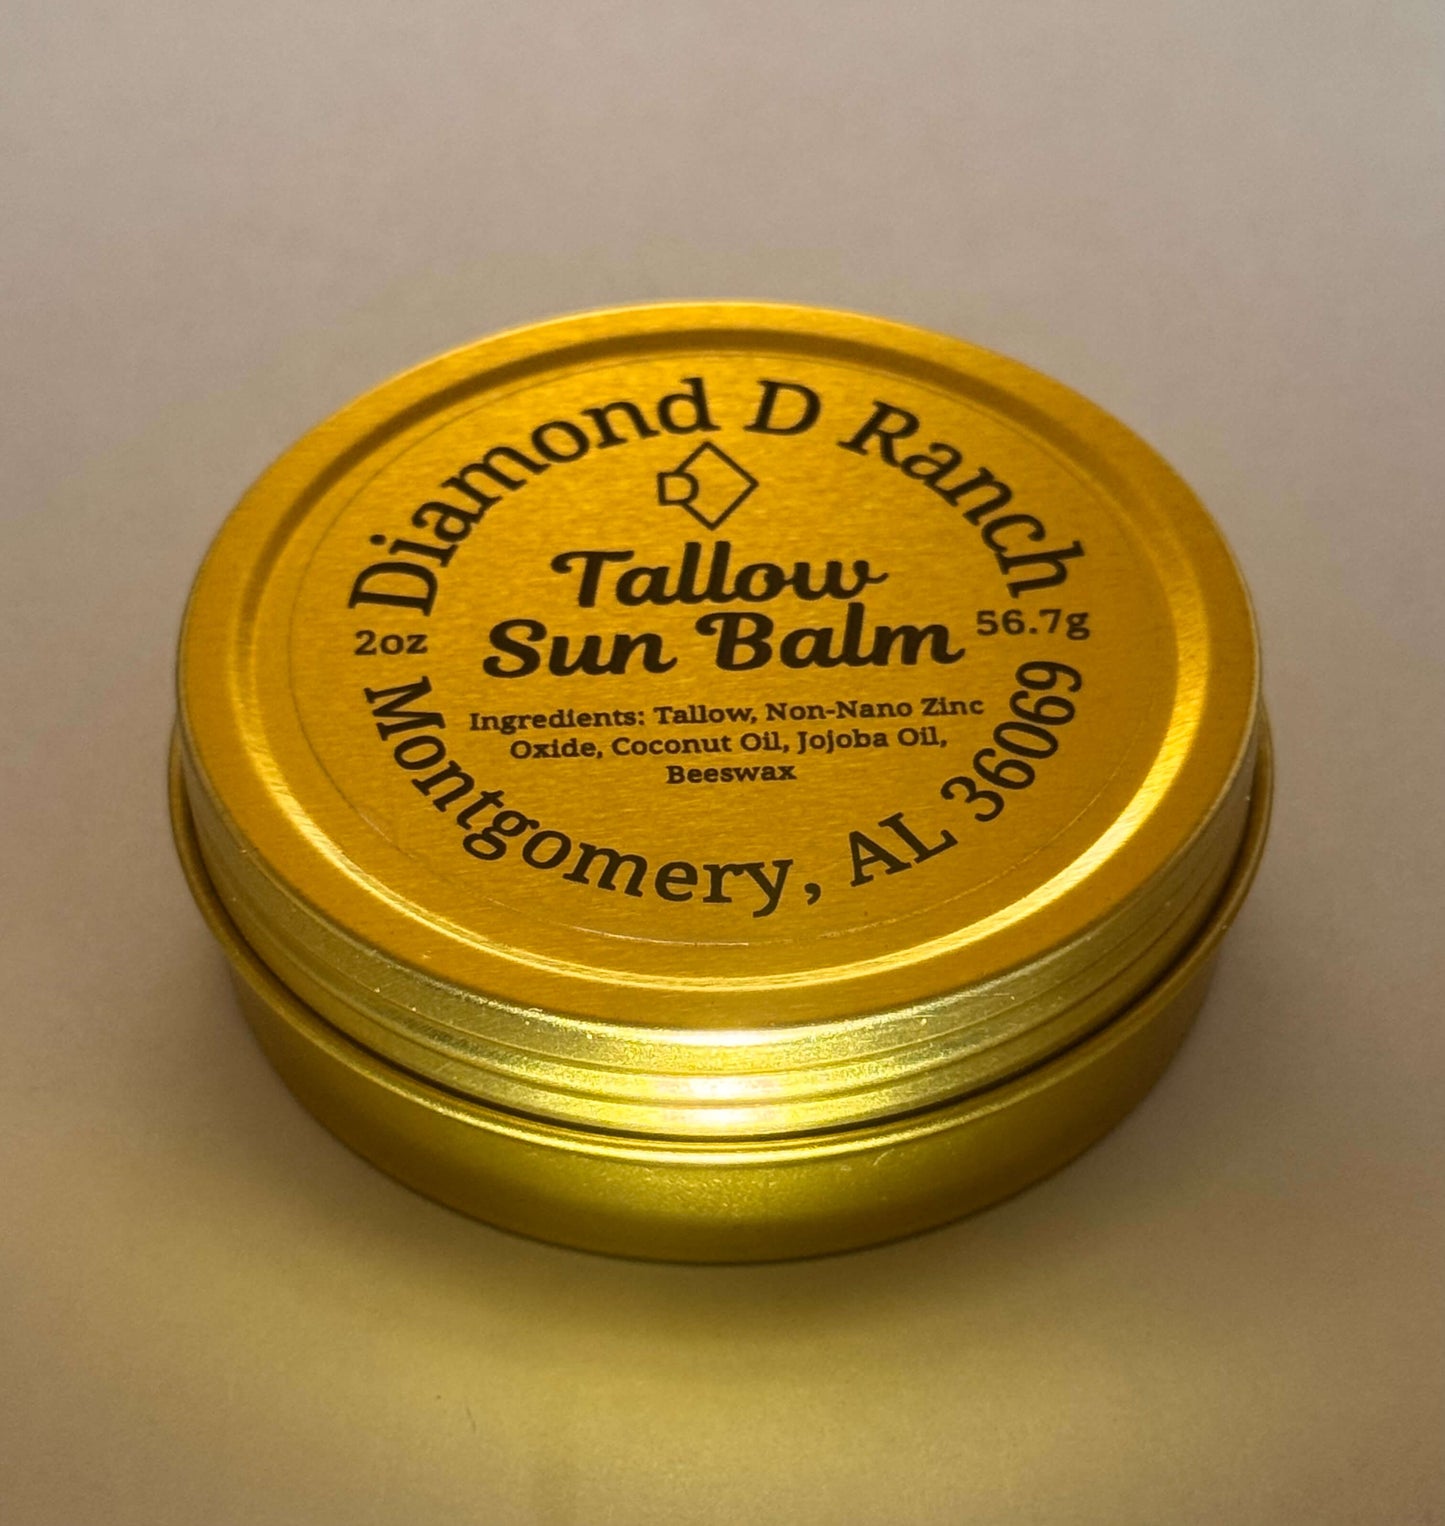 Diamond D Ranch
D
Tallow
Sun Balm
2oz
56.7g
Ingredients: Tallow, Non-Nano Zinc
Oxide, Coconut Oil, Jojoba Oil,
Beeswax
Montgomery, AL 36069